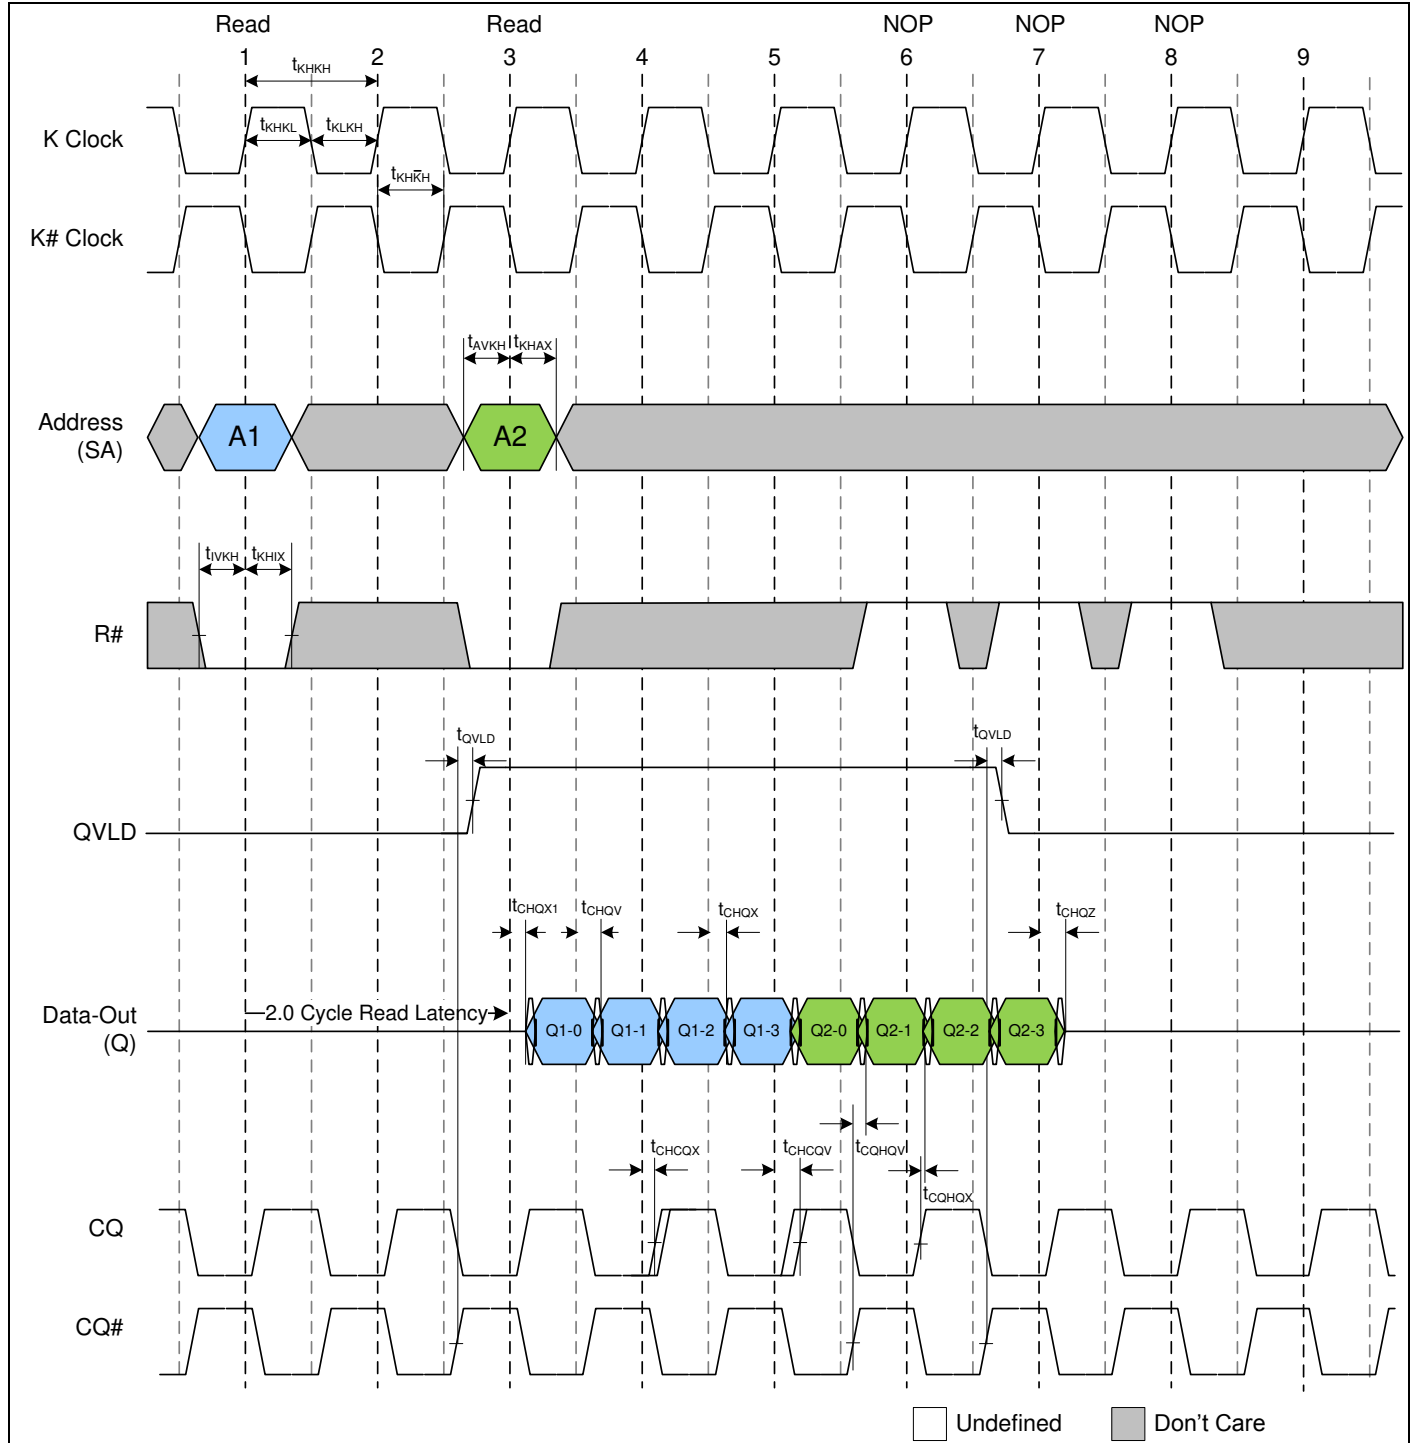 Read Read NOP NOP NOP
1 2 3 4 5 6 7 8 9
tKHKH
K Clock
tKHKL tKLKH
tKHK̅H
K# Clock
tAVKH tKHAX
Address
(SA)
A1 A2
tIVKH tKHIX
R#
tQVLD tQVLD
QVLD
tCHQX1 tCHQV tCHQX tCHQZ
Data-Out
(Q)
2.0 Cycle Read Latency
Q1-0 Q1-1 Q1-2 Q1-3 Q2-0 Q2-1 Q2-2 Q2-3
tCHCQX tCHCQV tCQHQV
tCQHQX
CQ
CQ#
Undefined Don't Care